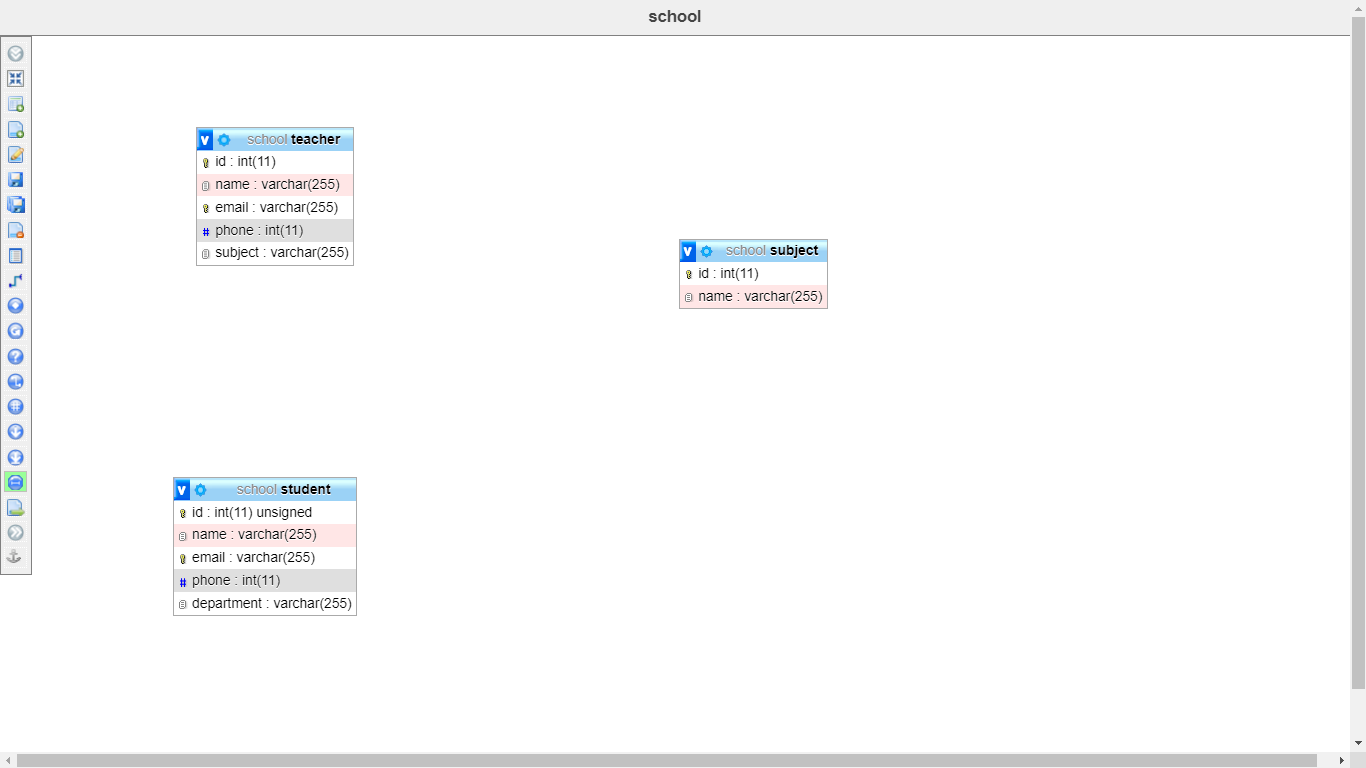 school
school teacher
id : int(11)
name : varchar(255)
email : varchar(255)
phone : int(11)
subject : varchar(255)
school subject
id : int(11)
name : varchar(255)
school student
id : int(11) unsigned
name : varchar(255)
email : varchar(255)
phone : int(11)
department : varchar(255)